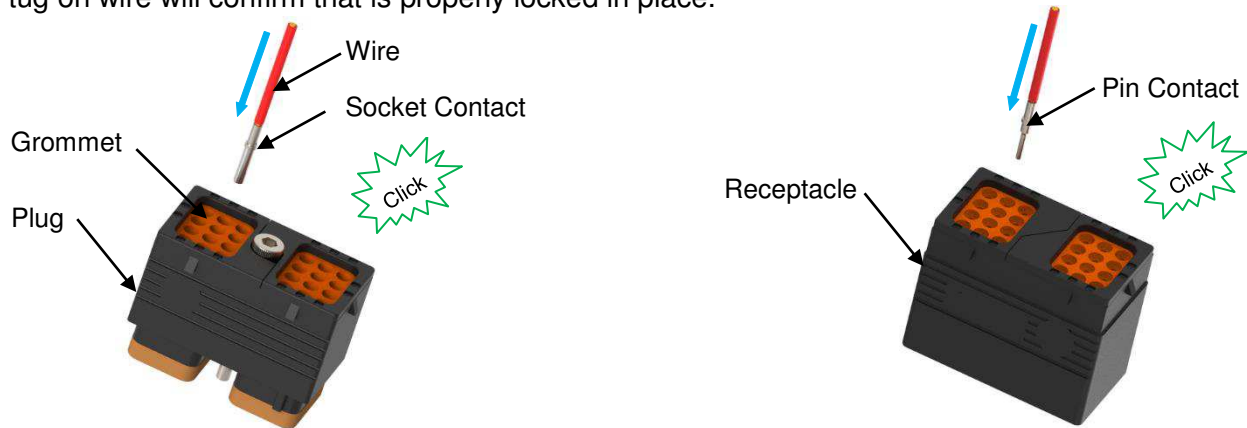 tug on wire will confirm that is properly locked in place.
Wire
Socket Contact
Grommet
Click
Plug
Pin Contact
Click
Receptacle